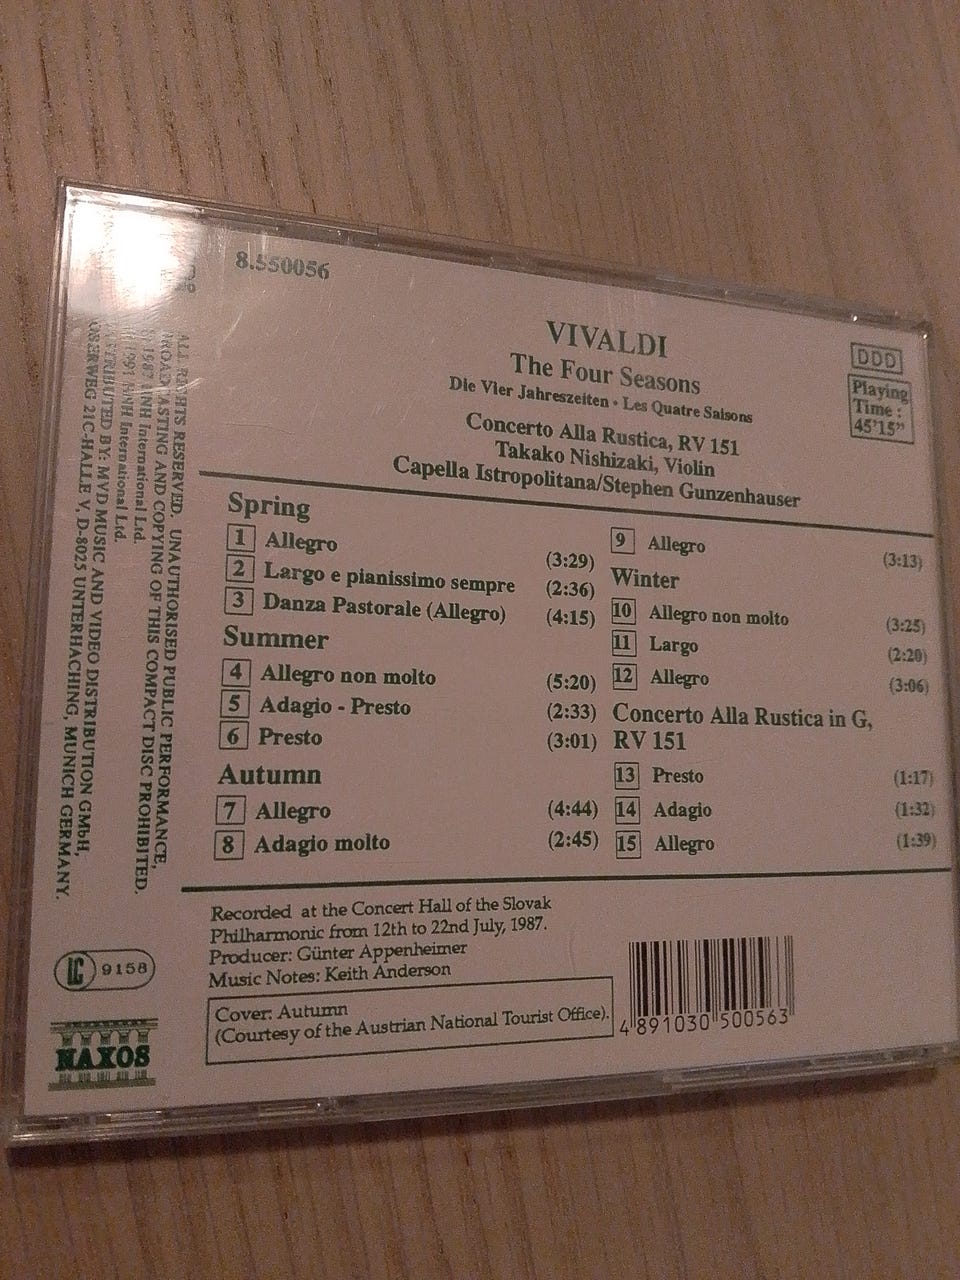 8.550056
VIVALDI
The Four Seasons
Die Vier Jahreszeiten • Les Quatre Saisons
Concerto Alla Rustica, RV 151
Takako Nishizaki, Violin
Capella Istropolitana/Stephen Gunzenhauser
DDD
Playing
Time :
45'15"
Spring
1 Allegro (3:29)
2 Largo e pianissimo sempre (2:36)
3 Danza Pastorale (Allegro) (4:15)
Summer
4 Allegro non molto (5:20)
5 Adagio - Presto (2:33)
6 Presto (3:01)
Autumn
7 Allegro (4:44)
8 Adagio molto (2:45)
9 Allegro (3:13)
Winter
10 Allegro non molto (3:25)
11 Largo (2:20)
12 Allegro (3:06)
Concerto Alla Rustica in G,
RV 151
13 Presto (1:17)
14 Adagio (1:32)
15 Allegro (1:39)
Recorded at the Concert Hall of the Slovak
Philharmonic from 12th to 22nd July, 1987.
Producer: Günter Appenheimer
Music Notes: Keith Anderson
Cover: Autumn
(Courtesy of the Austrian National Tourist Office).
4 891030 500563
ALL RIGHTS RESERVED. UNAUTHORISED PUBLIC PERFORMANCE,
BROADCASTING AND COPYING OF THIS COMPACT DISC PROHIBITED.
1987 HNH International Ltd.
1991 HNH International Ltd.
DISTRIBUTED BY: MVD MUSIC AND VIDEO DISTRIBUTION GMbH,
21C-HALLE V, D-8025 UNTERHACHING, MUNICH GERMANY.
LC 9158
NAXOS